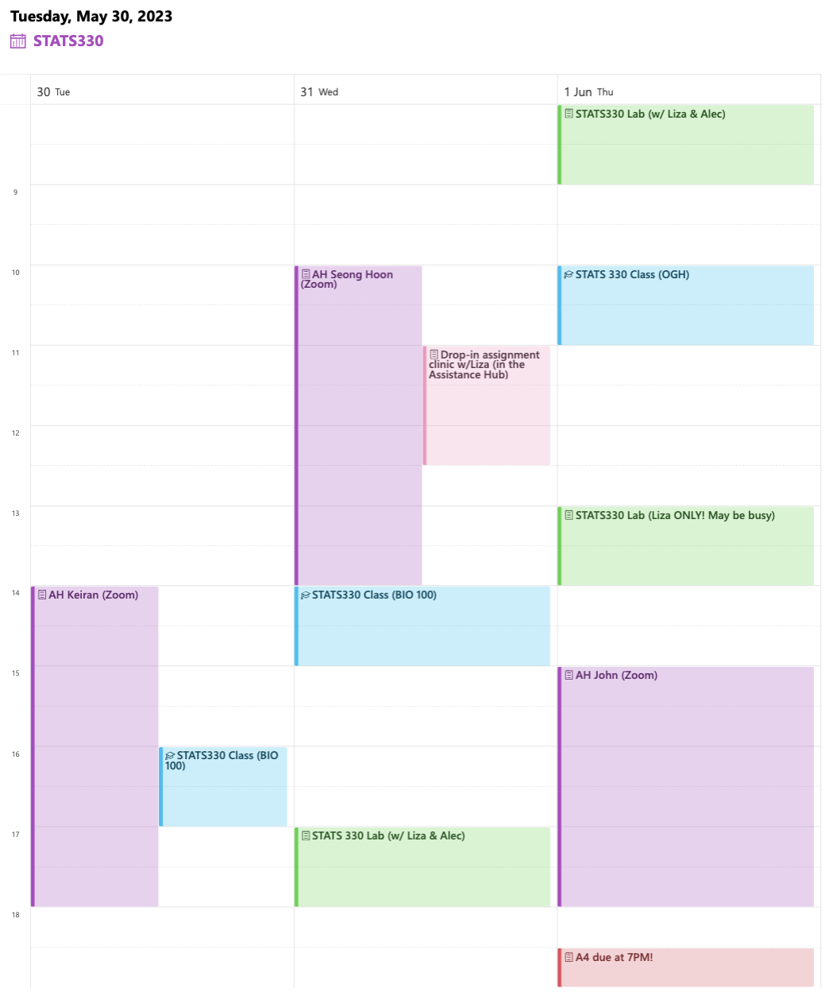 Tuesday, May 30, 2023
STATS330
30 Tue
31 Wed
1 Jun Thu
STATS330 Lab (w/ Liza & Alec)
9
10
AH Seong Hoon
(Zoom)
STATS 330 Class (OGH)
11
Drop-in assignment
clinic w/Liza (in the
Assistance Hub)
12
13
STATS330 Lab (Liza ONLY! May be busy)
14
AH Keiran (Zoom)
STATS330 Class (BIO 100)
15
AH John (Zoom)
16
STATS330 Class (BIO
100)
17
STATS 330 Lab (w/ Liza & Alec)
18
A4 due at 7PM!